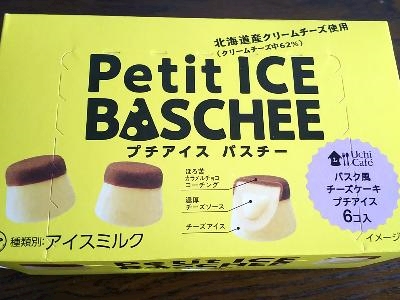 北海道産クリームチーズ使用
(クリームチーズ中62%)
Petit ICE
BASCHEE
プチアイス バスチー
ほろ苦
カラメルチョコ
コーチング
濃厚
チーズソース
チーズアイス
Uchi
Café
バスク風
チーズケーキ
プチアイス
6コ入
種類別:アイスミルク
イメージ